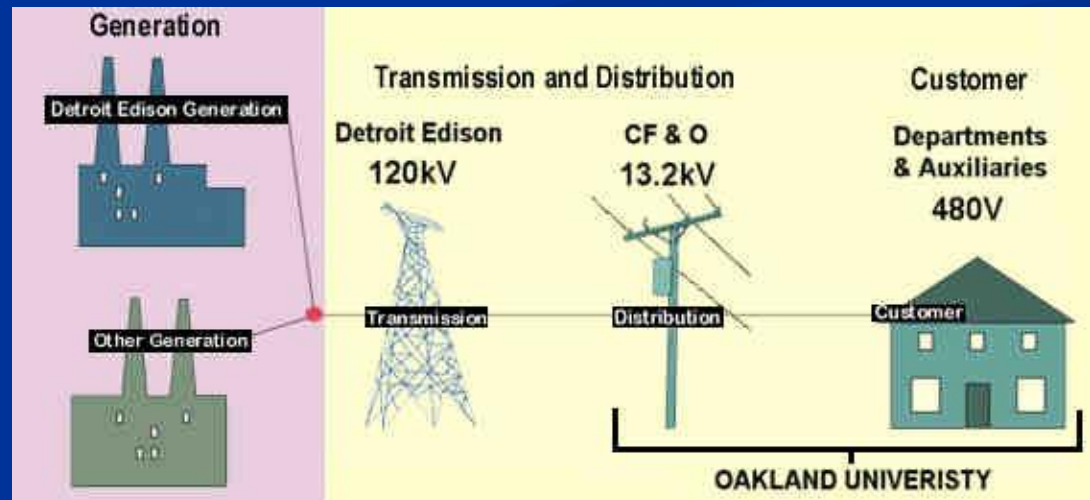 Generation
Detroit Edison Generation
Other Generation
Transmission and Distribution
Detroit Edison
120kV
Transmission
CF & O
13.2kV
Distribution
Customer
Departments
& Auxiliaries
480V
Customer
OAKLAND UNIVERISTY